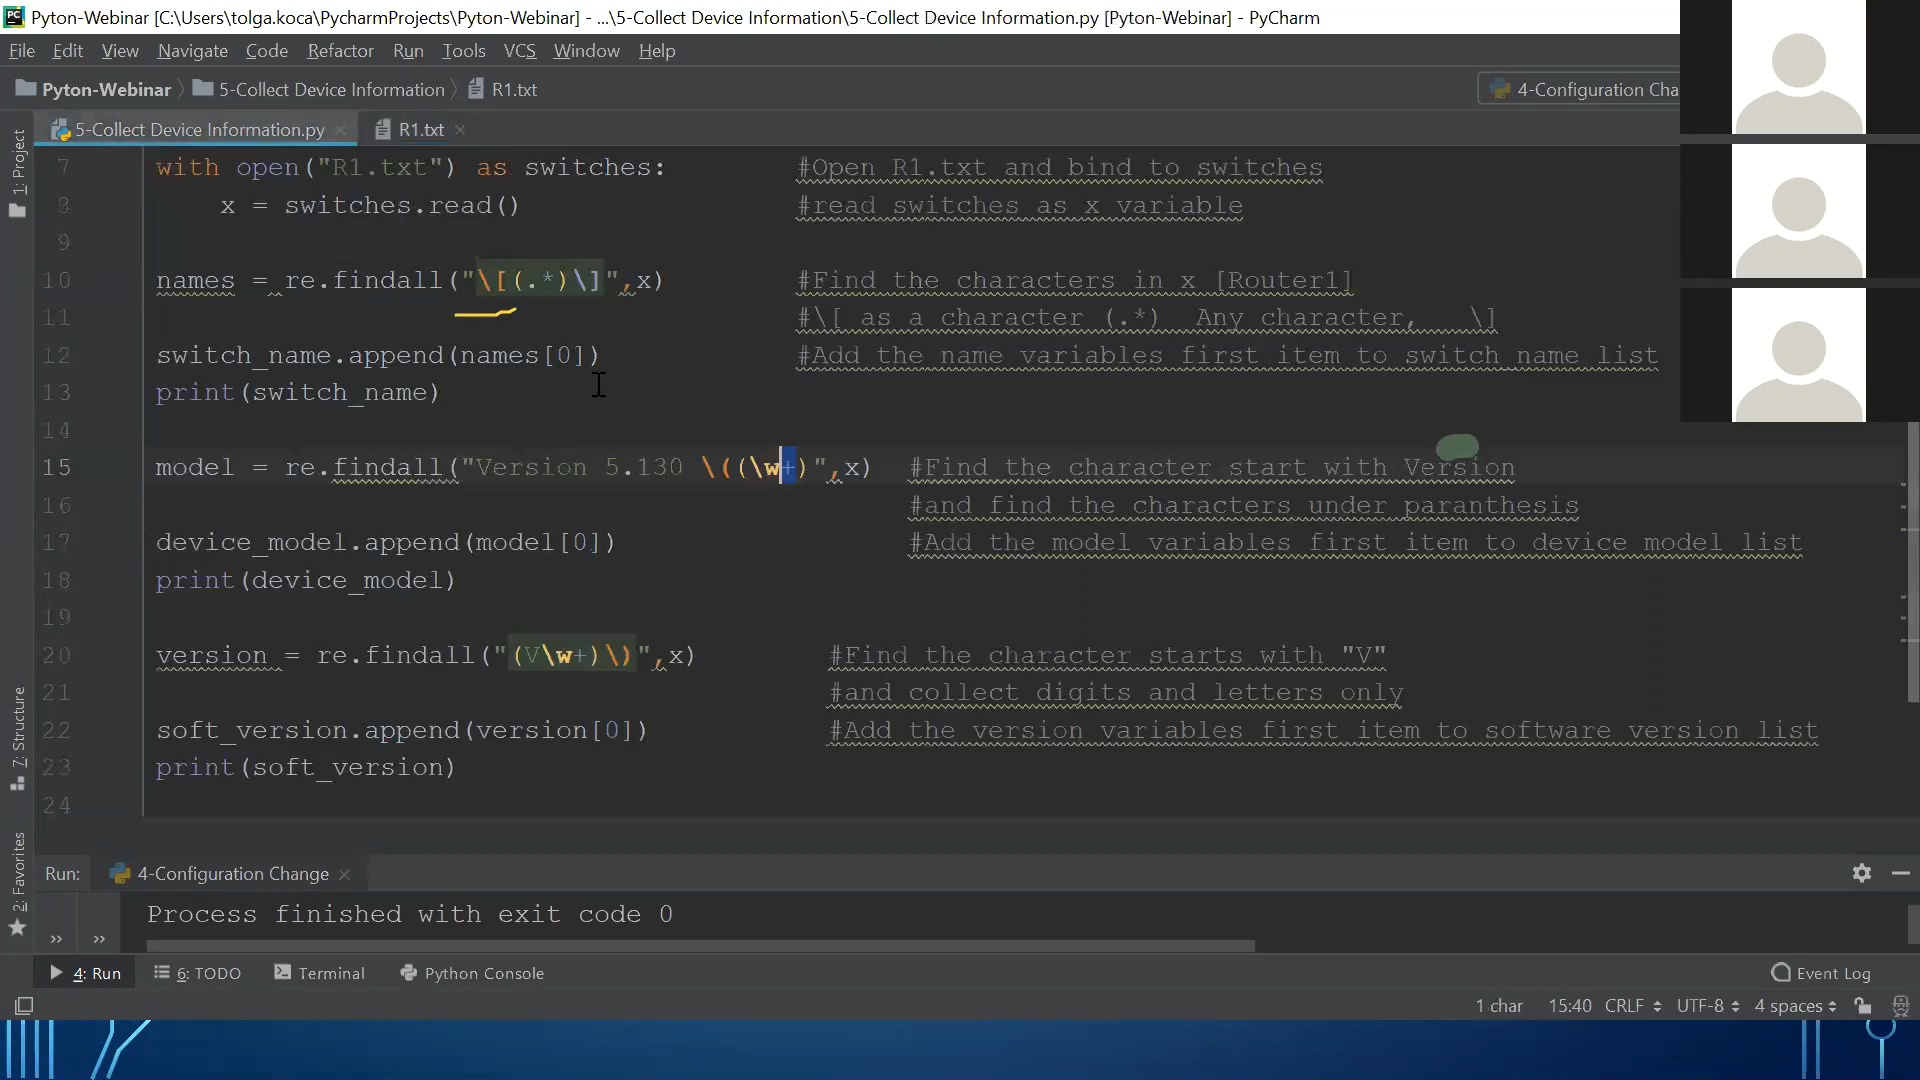 PC Pyton-Webinar [C:\Users\tolga.koca\PycharmProjects\Pyton-Webinar] - ...\5-Collect Device Information\5-Collect Device Information.py [Pyton-Webinar] - PyCharm
File Edit View Navigate Code Refactor Run Tools VCS Window Help
Pyton-Webinar 5-Collect Device Information R1.txt 4-Configuration Cha
5-Collect Device Information.py R1.txt
1: Project
7 with open("R1.txt") as switches: #Open R1.txt and bind to switches
8 x = switches.read() #read switches as x variable
9
10 names = re.findall("\[(.*)\]",x) #Find the characters in x [Router1]
11 #\[ as a character (.*) Any character, \]
12 switch_name.append(names[0]) #Add the name variables first item to switch name list
13 print(switch_name)
14
15 model = re.findall("Version 5.130 \((\w+)",x) #Find the character start with Version
16 #and find the characters under paranthesis
17 device_model.append(model[0]) #Add the model variables first item to device model list
18 print(device_model)
19
20 version = re.findall("(V\w+)\)",x) #Find the character starts with "V"
21 #and collect digits and letters only
22 soft_version.append(version[0]) #Add the version variables first item to software version list
23 print(soft_version)
24
7: Structure
2: Favorites
Run: 4-Configuration Change
Process finished with exit code 0
» »
4: Run 6: TODO Terminal Python Console Event Log
1 char 15:40 CRLF UTF-8 4 spaces